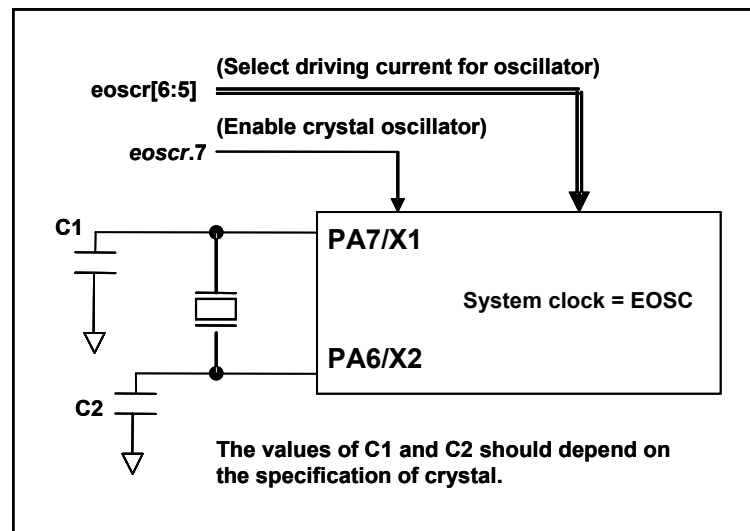 (Select driving current for oscillator)
eoscr[6:5]
(Enable crystal oscillator)
eoscr.7
C1
PA7/X1
System clock = EOSC
PA6/X2
C2
The values of C1 and C2 should depend on
the specification of crystal.